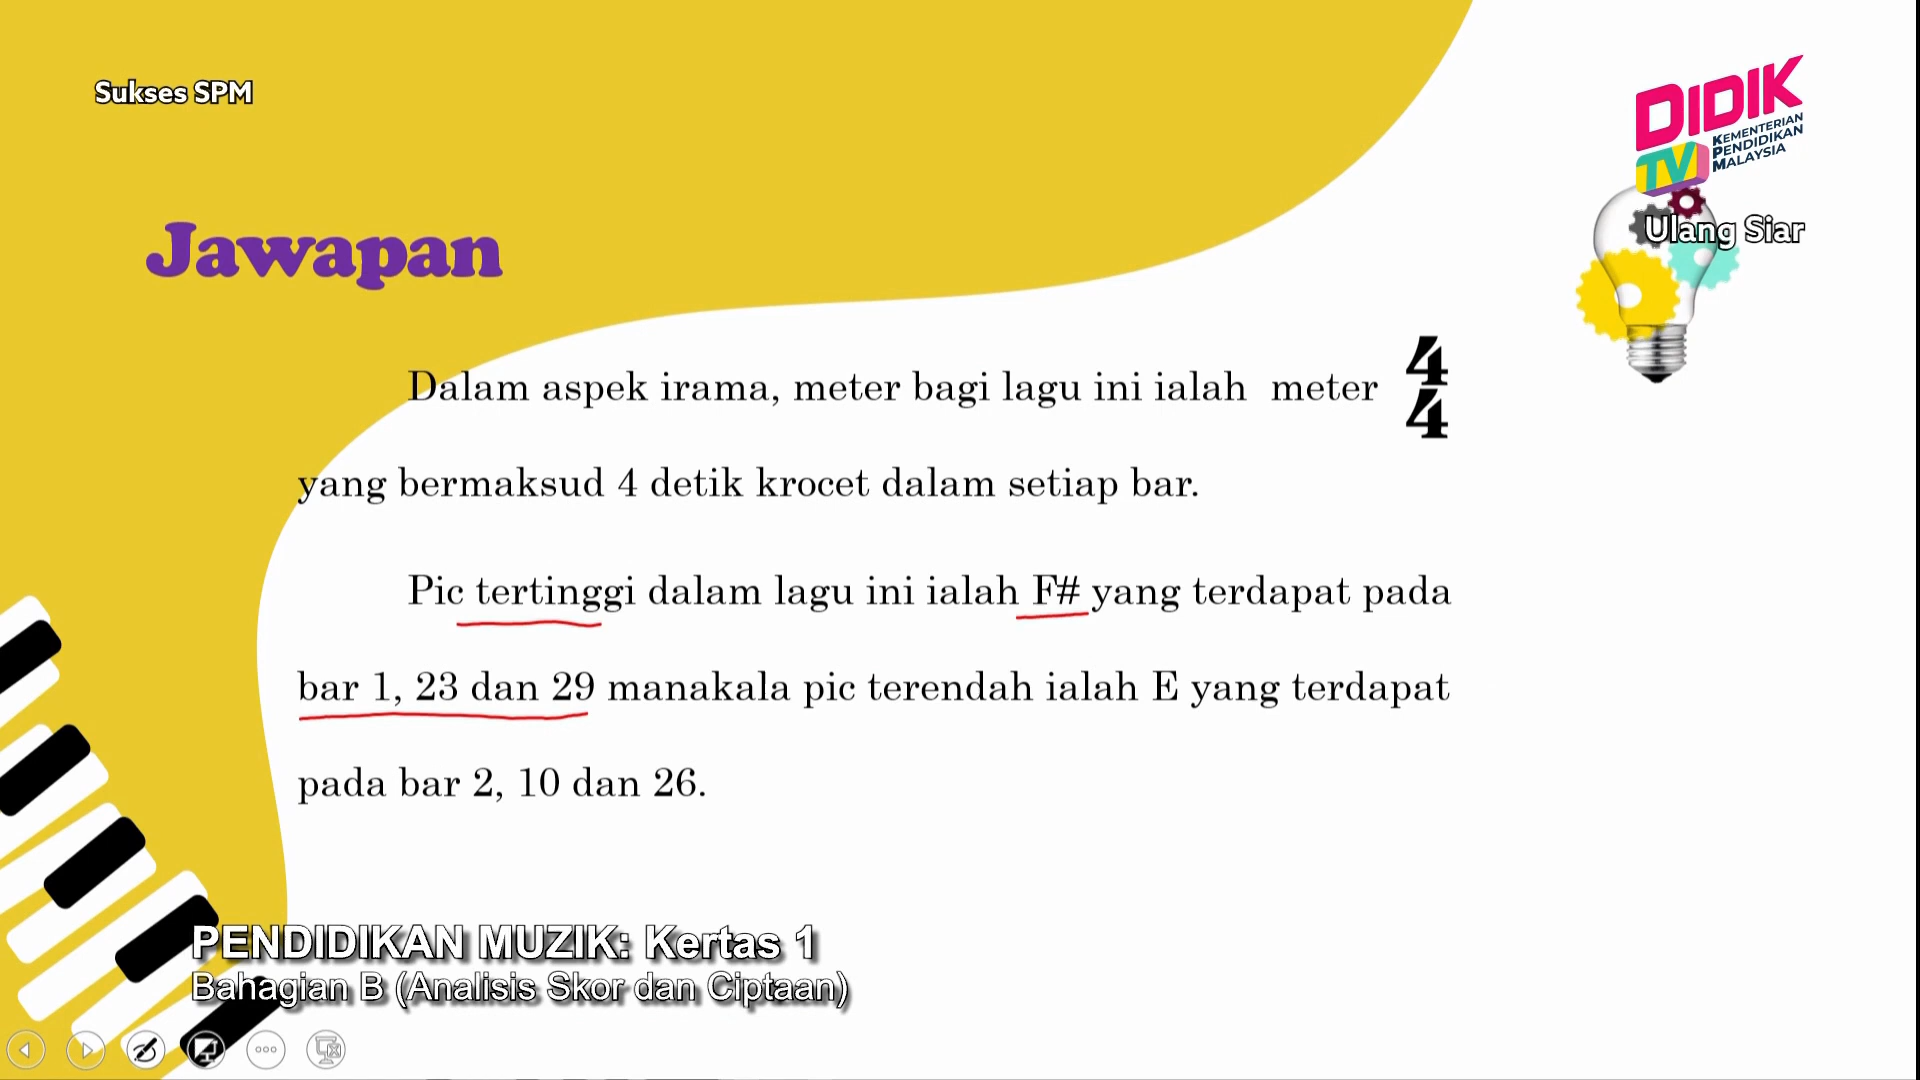 Sukses SPM
DIDIK
TV
KEMENTERIAN
PENDIDIKAN
MALAYSIA
Ulang Siar
Jawapan
Dalam aspek irama, meter bagi lagu ini ialah meter 4/4
yang bermaksud 4 detik krocet dalam setiap bar.
Pic tertinggi dalam lagu ini ialah F# yang terdapat pada
bar 1, 23 dan 29 manakala pic terendah ialah E yang terdapat
pada bar 2, 10 dan 26.
PENDIDIKAN MUZIK: Kertas 1
Bahagian B (Analisis Skor dan Ciptaan)